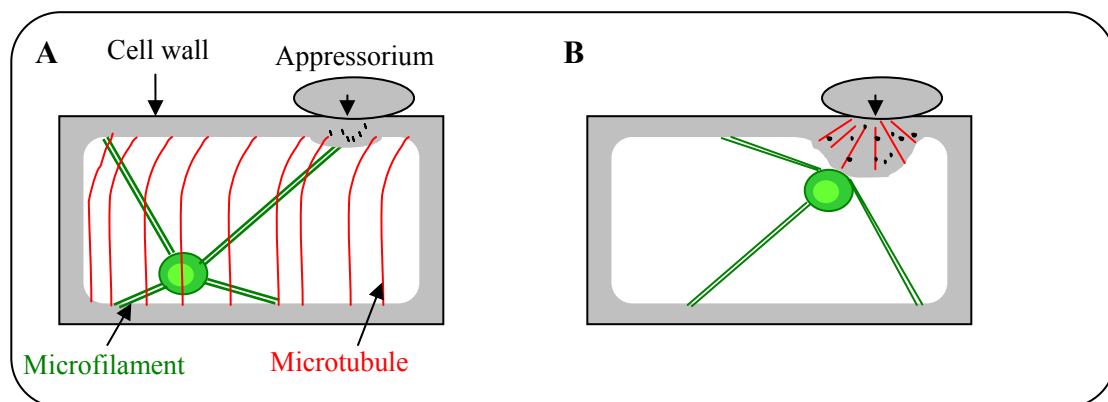 A
Cell wall
Appressorium
B
Microfilament
Microtubule